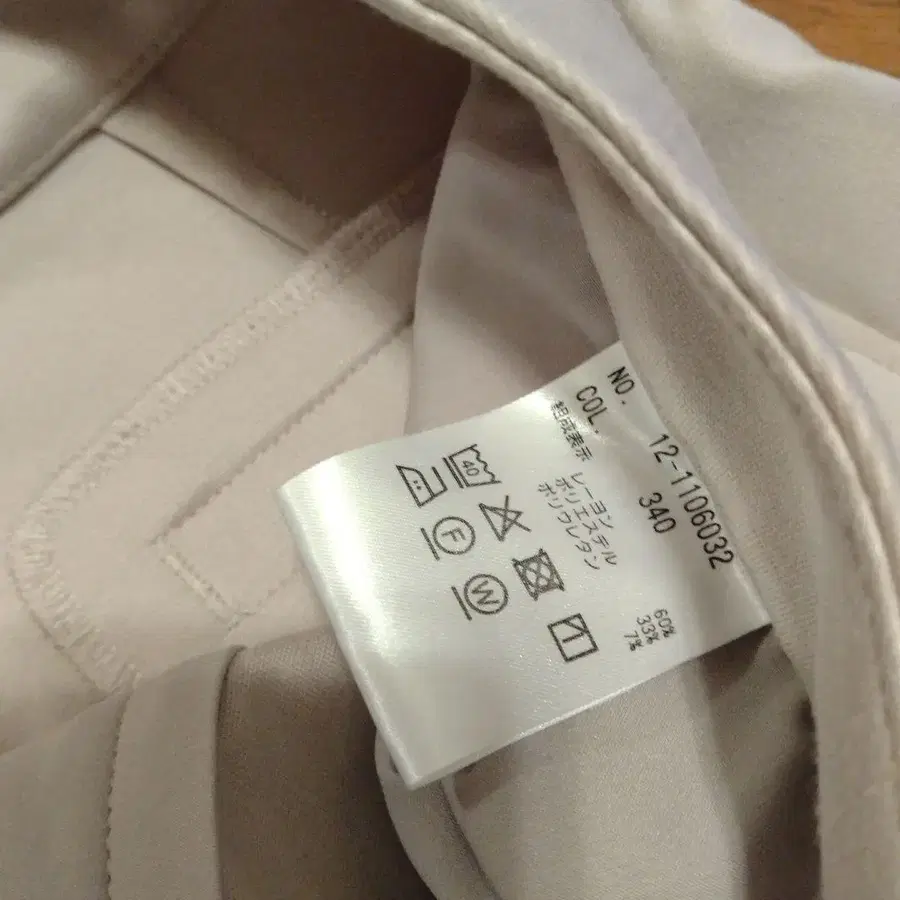 NO. 12-1106032
COL. 340
組成表示
レーヨン 60%
ポリエステル 33%
ポリウレタン 7%
40
F
W